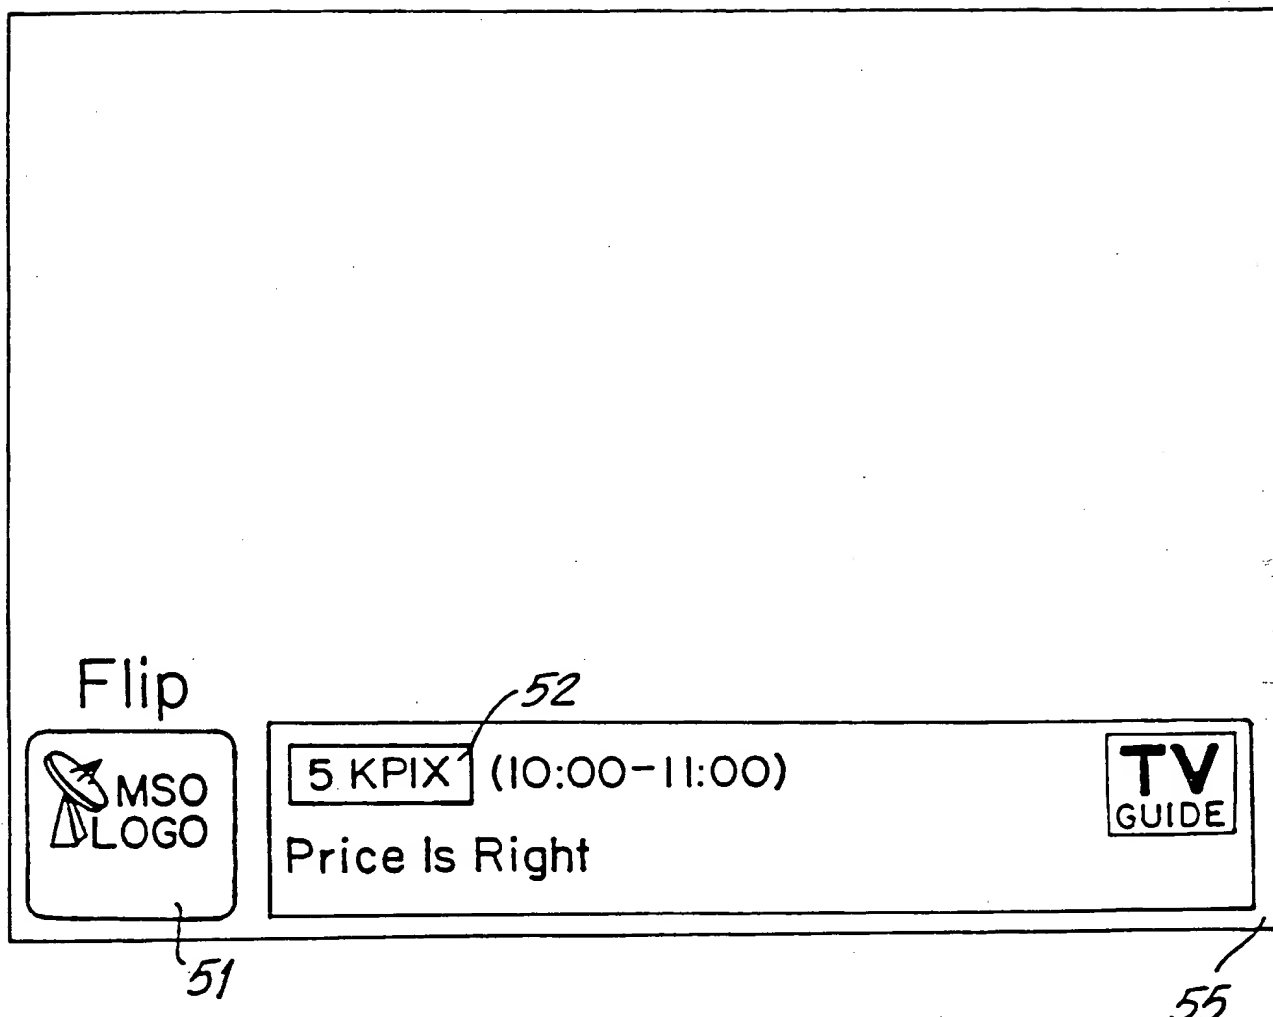 Flip
52
5 KPIX (10:00-11:00)
TV
GUIDE
MSO
LOGO
Price Is Right
51
55